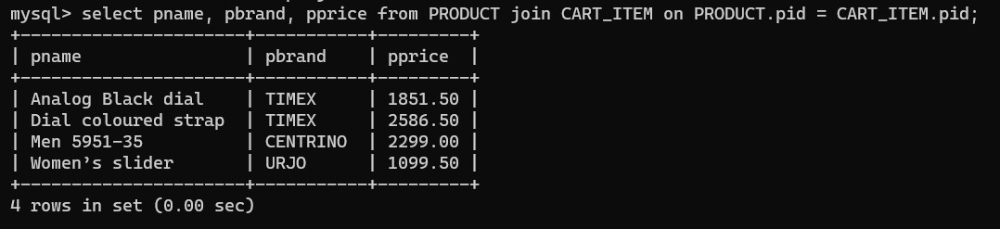 mysql> select pname, pbrand, pprice from PRODUCT join CART_ITEM on PRODUCT.pid = CART_ITEM.pid;
+----------------------+-----------+---------+
| pname                | pbrand    | pprice  |
+----------------------+-----------+---------+
| Analog Black dial    | TIMEX     | 1851.50 |
| Dial coloured strap  | TIMEX     | 2586.50 |
| Men 5951-35          | CENTRINO  | 2299.00 |
| Women’s slider       | URJO      | 1099.50 |
+----------------------+-----------+---------+
4 rows in set (0.00 sec)